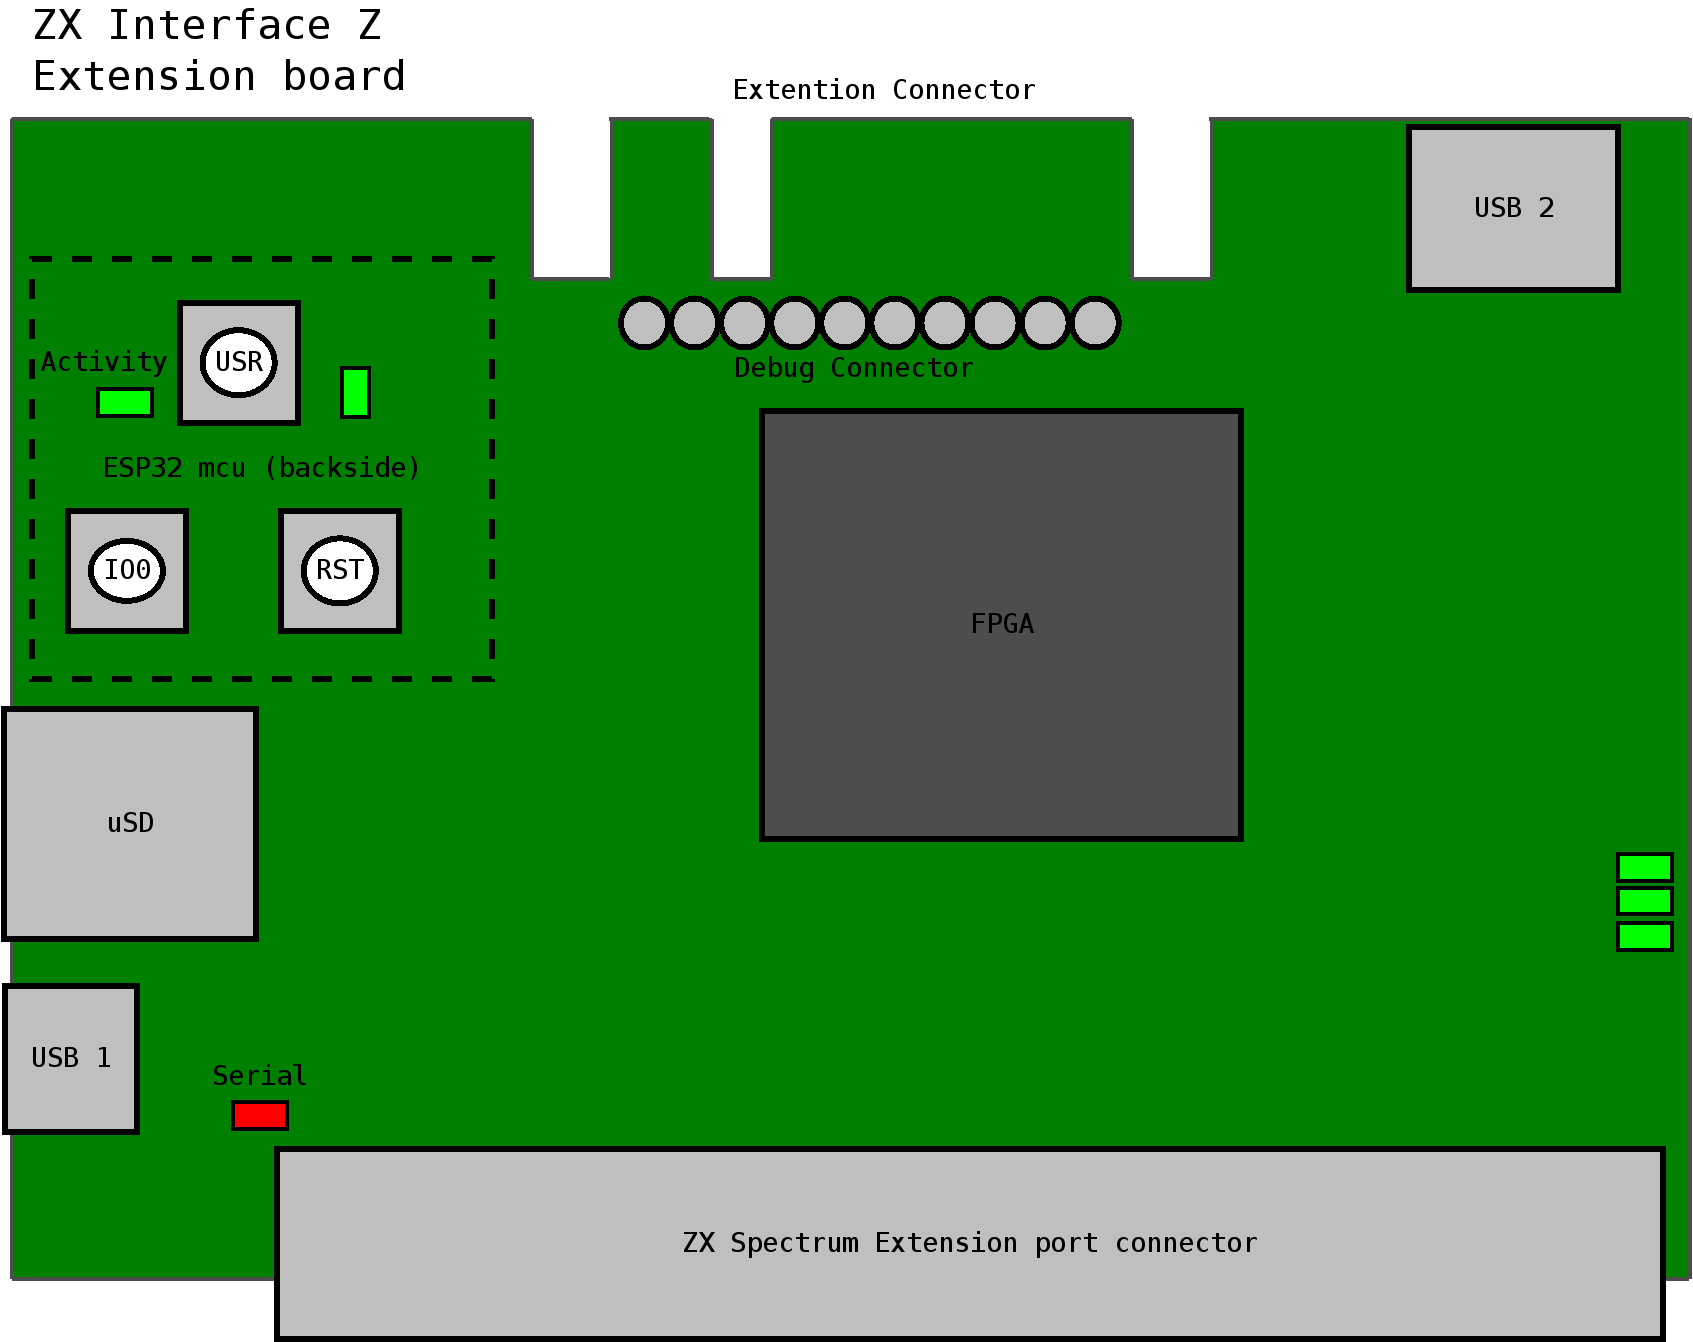 ZX Interface Z
Extension board
Extention Connector
USB 2
Activity
USR
Debug Connector
ESP32 mcu (backside)
IO0
RST
FPGA
uSD
USB 1
Serial
ZX Spectrum Extension port connector